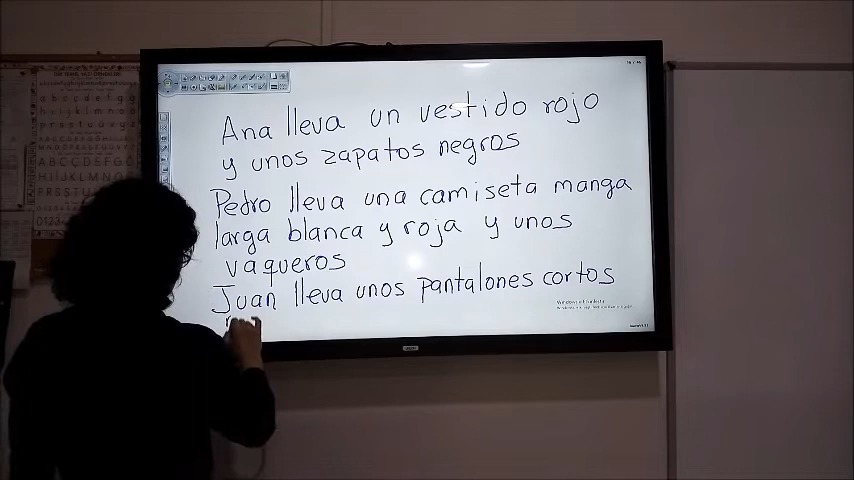 Ana lleva un vestido rojo
y unos zapatos negros
Pedro lleva una camiseta manga
larga blanca y roja y unos
vaqueros
Juan lleva unos pantalones cortos